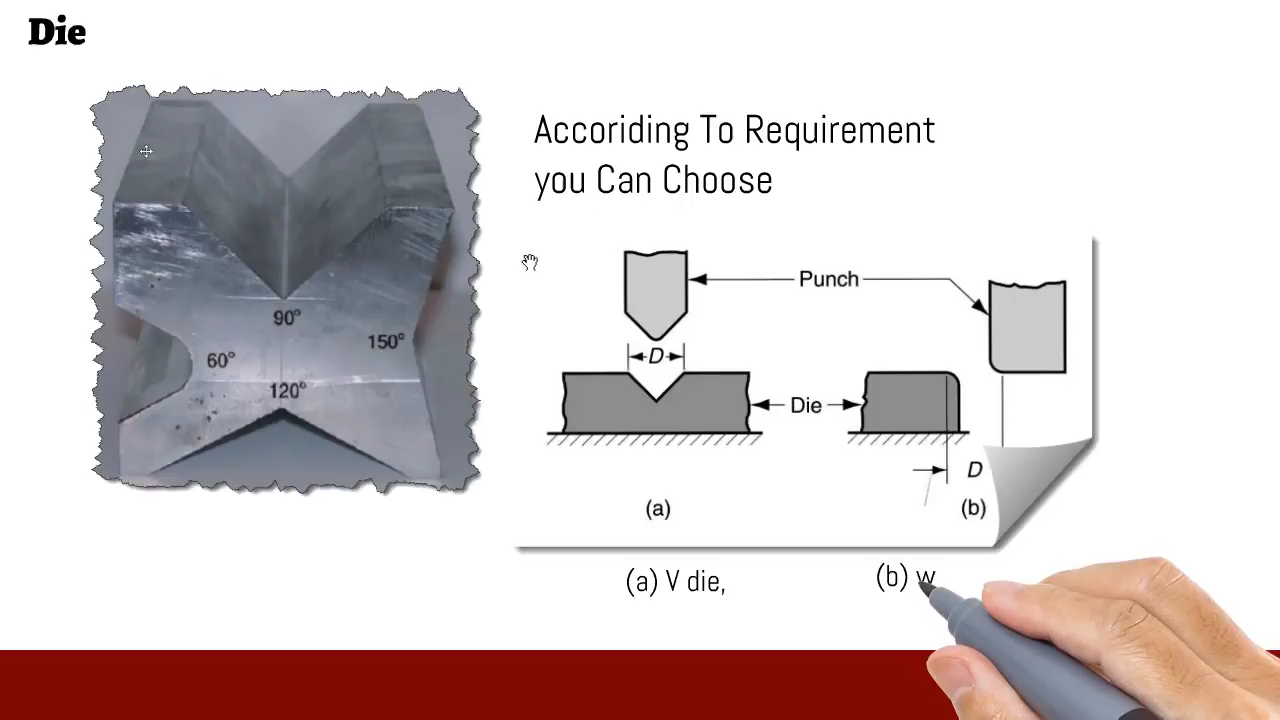 Die
Accoriding To Requirement
you Can Choose
90°
60°
150°
120°
Punch
D
Die
D
(a)
(b)
(a) V die,
(b) w